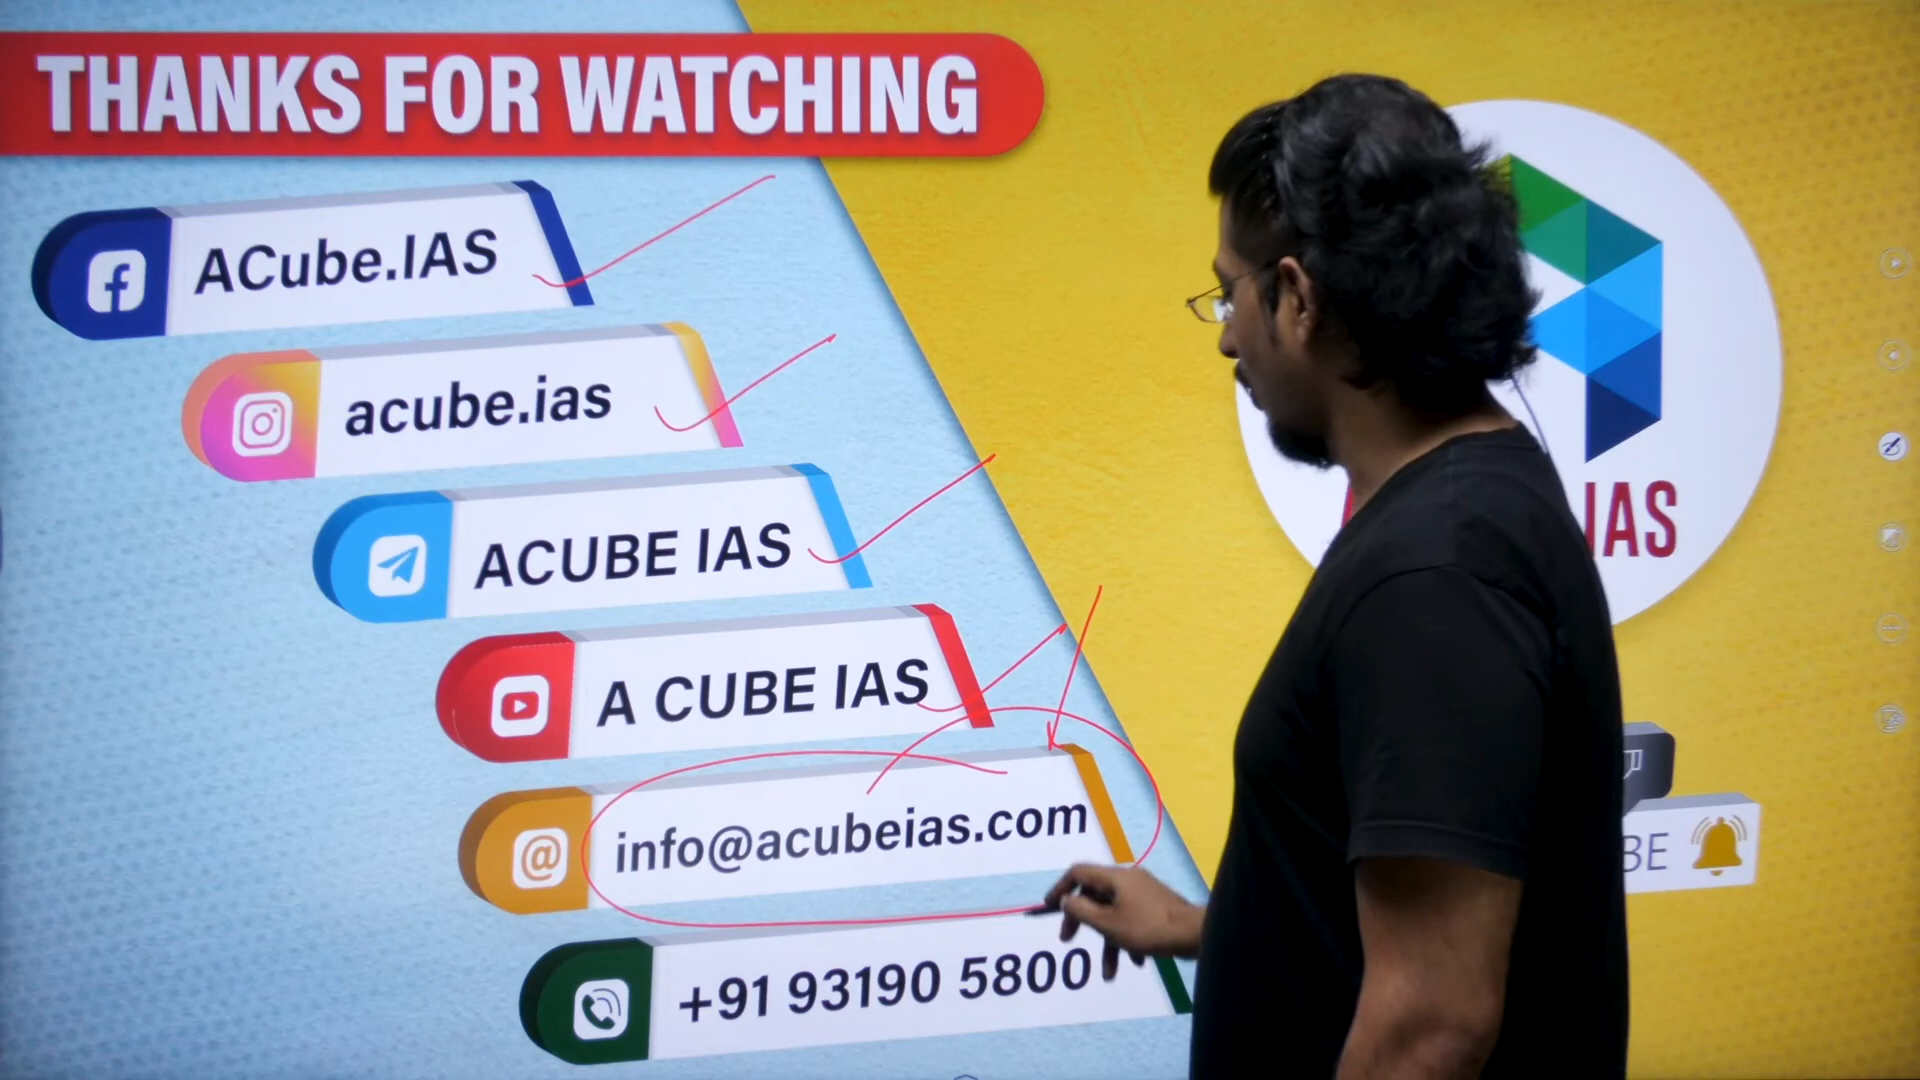 THANKS FOR WATCHING
ACube.IAS
acube.ias
ACUBE IAS
A CUBE IAS
info@acubeias.com
+91 93190 5800
IAS